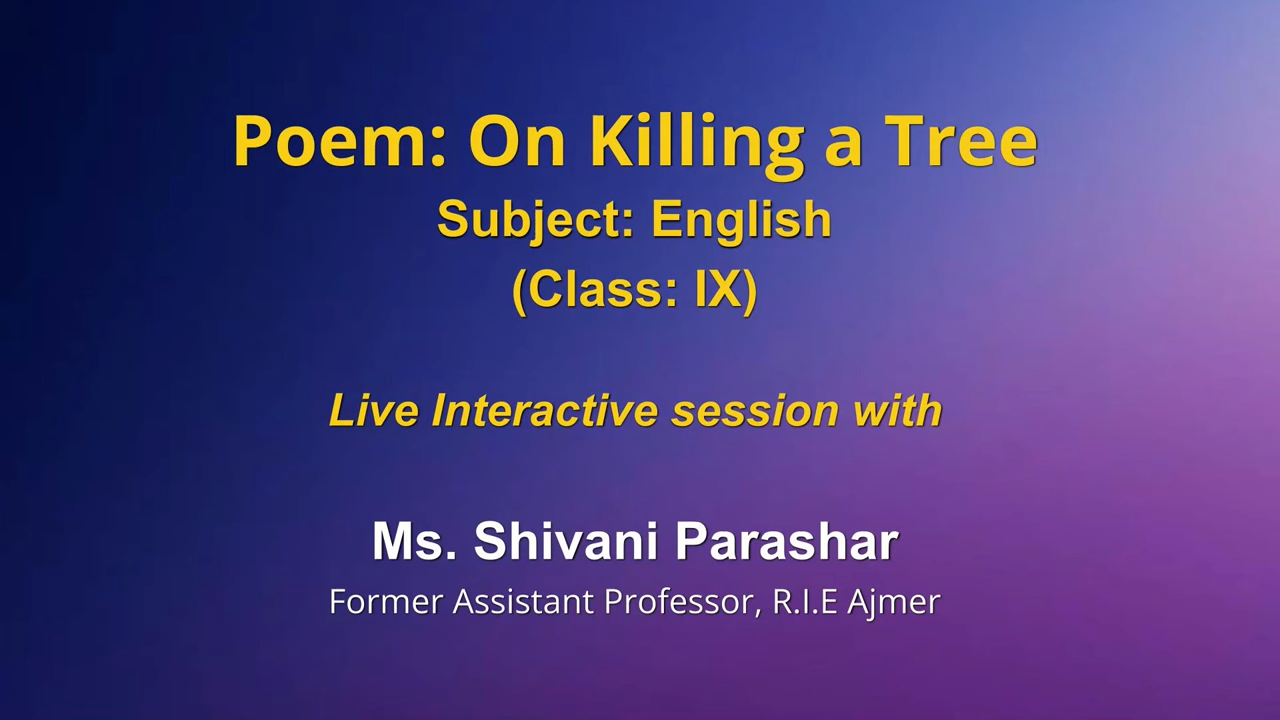 Poem: On Killing a Tree
Subject: English
(Class: IX)
Live Interactive session with
Ms. Shivani Parashar
Former Assistant Professor, R.I.E Ajmer